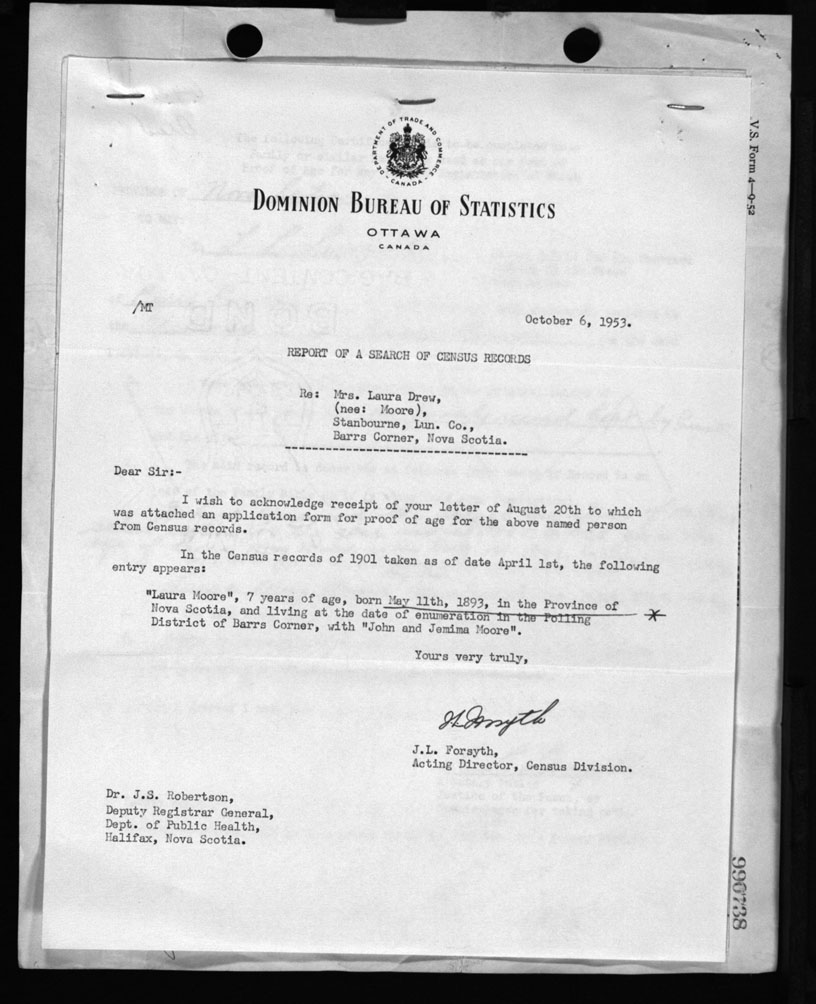 V.S. Form 4—9-52
DEPARTMENT OF TRADE AND COMMERCE
CANADA
DOMINION BUREAU OF STATISTICS
OTTAWA
CANADA
/MT
October 6, 1953.
REPORT OF A SEARCH OF CENSUS RECORDS
Re: Mrs. Laura Drew,
(nee: Moore),
Stanbourne, Lun. Co.,
Barrs Corner, Nova Scotia.
Dear Sir:-
I wish to acknowledge receipt of your letter of August 20th to which
was attached an application form for proof of age for the above named person
from Census records.
In the Census records of 1901 taken as of date April 1st, the following
entry appears:
"Laura Moore", 7 years of age, born May 11th, 1893, in the Province of
Nova Scotia, and living at the date of enumeration in the Polling
District of Barrs Corner, with "John and Jemima Moore".
Yours very truly,
J.L. Forsyth,
Acting Director, Census Division.
Dr. J.S. Robertson,
Deputy Registrar General,
Dept. of Public Health,
Halifax, Nova Scotia.
990738